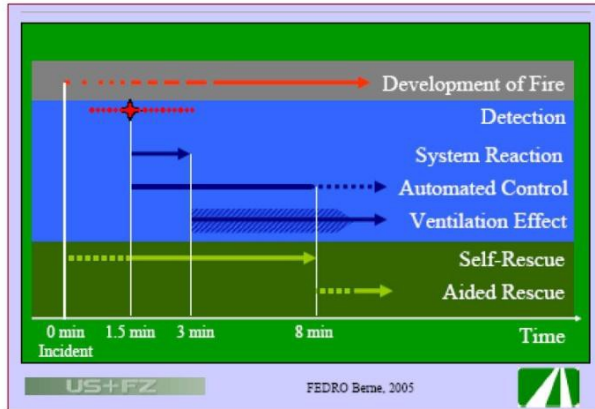 Development of Fire
Detection
System Reaction
Automated Control
Ventilation Effect
Self-Rescue
Aided Rescue
0 min 1.5 min 3 min 8 min Time
Incident
US+FZ FEDRO Berne, 2005